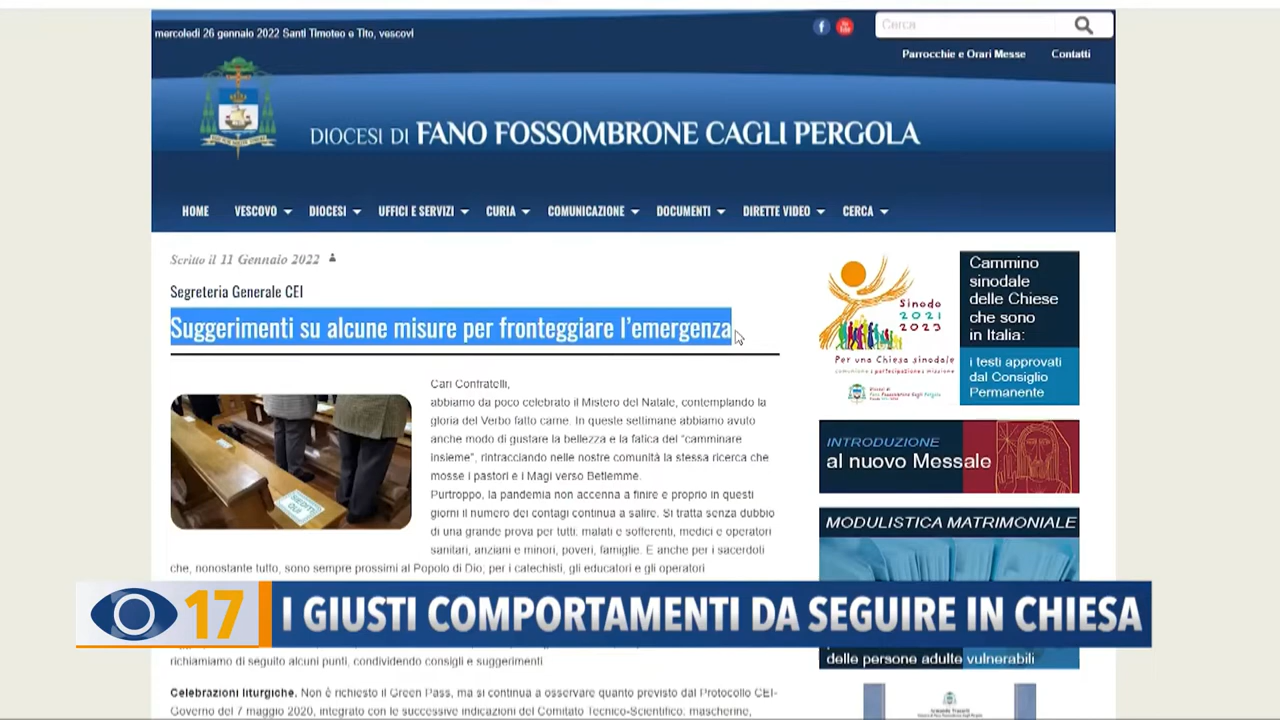 mercoledì 26 gennaio 2022 Santi Timoteo e Tito, vescovi
Cerca
Parrocchie e Orari Messe
Contatti
DIOCESI DI FANO FOSSOMBRONE CAGLI PERGOLA
HOME
VESCOVO
DIOCESI
UFFICI E SERVIZI
CURIA
COMUNICAZIONE
DOCUMENTI
DIRETTE VIDEO
CERCA
Scritto il 11 Gennaio 2022
Segreteria Generale CEI
Suggerimenti su alcune misure per fronteggiare l'emergenza
Cari Confratelli,
abbiamo da poco celebrato il Mistero del Natale, contemplando la
gloria del Verbo fatto carne. In queste settimane abbiamo avuto
anche modo di gustare la bellezza e la fatica del "camminare
insieme", rintracciando nelle nostre comunità la stessa ricerca che
mosse i pastori e i Magi verso Betlemme.
Purtroppo, la pandemia non accenna a finire e proprio in questi
giorni il numero dei contagi continua a salire. Si tratta senza dubbio
di una grande prova per tutti: malati e sofferenti, medici e operatori
sanitari, anziani e minori, poveri, famiglie. E anche per i sacerdoti
che, nonostante tutto, sono sempre prossimi al Popolo di Dio, per i catechisti, gli educatori e gli operatori
richiamiamo di seguito alcuni punti, condividendo consigli e suggerimenti.
Celebrazioni liturgiche. Non è richiesto il Green Pass, ma si continua a osservare quanto previsto dal Protocollo CEI-
Governo del 7 maggio 2020, integrato con le successive indicazioni del Comitato Tecnico-Scientifico: mascherine,
SIEDITI QUI
Sinodo
2021
2023
Per una Chiesa sinodale
comunione | partecipazione | missione
Cammino
sinodale
delle Chiese
che sono
in Italia:
i testi approvati
dal Consiglio
Permanente
INTRODUZIONE
al nuovo Messale
MODULISTICA MATRIMONIALE
delle persone adulte vulnerabili
17
I GIUSTI COMPORTAMENTI DA SEGUIRE IN CHIESA